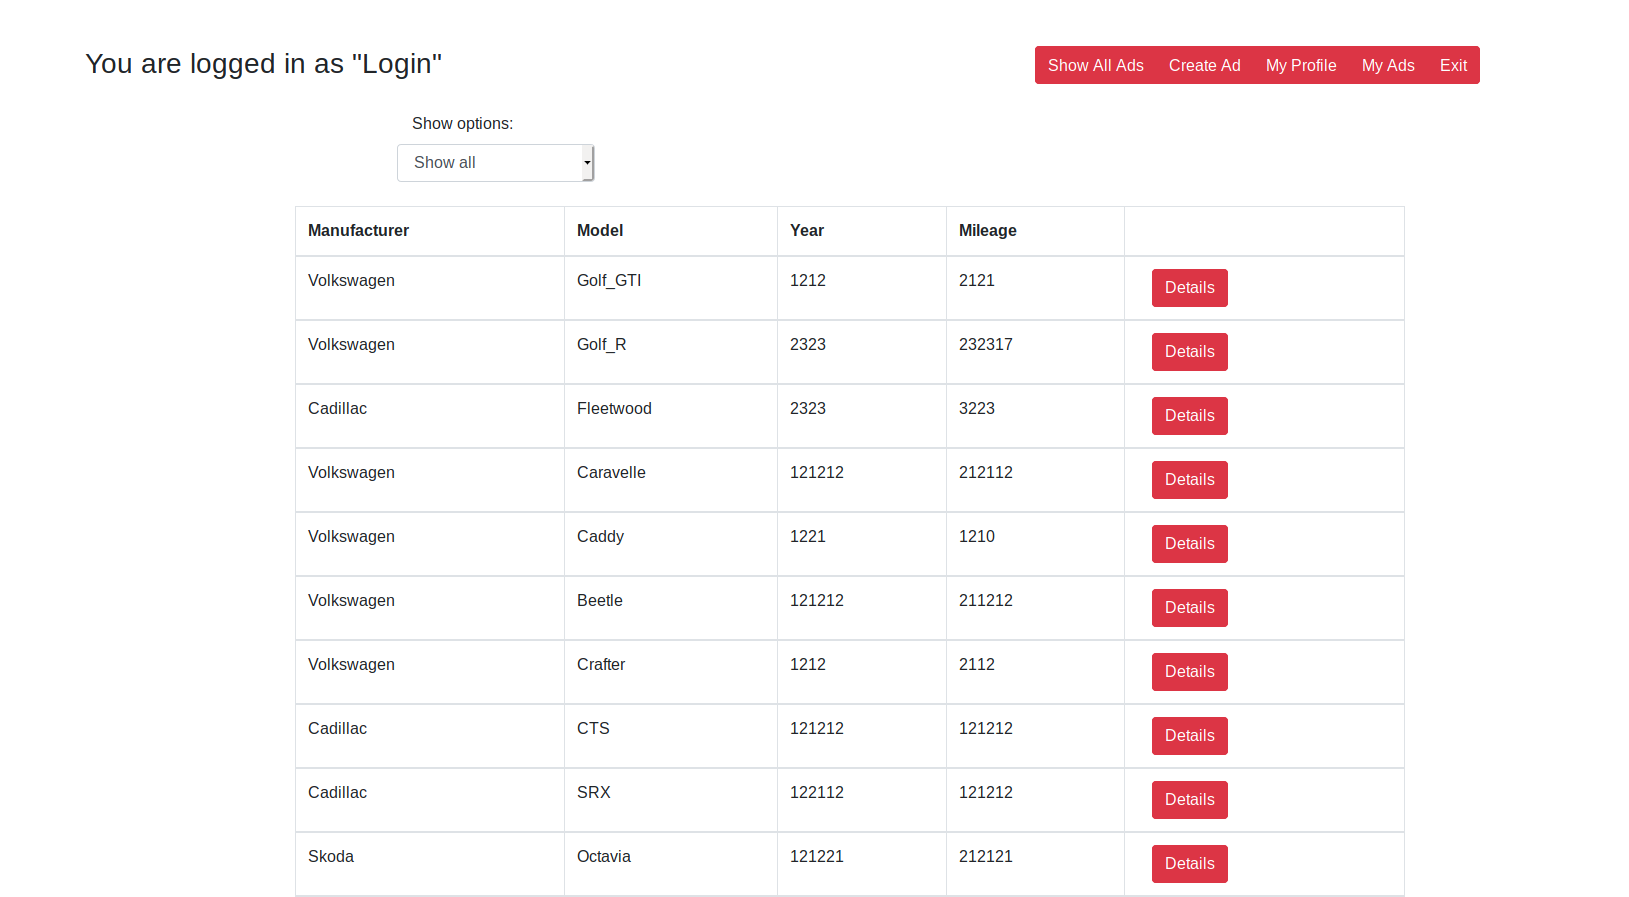 You are logged in as "Login"
Show All Ads Create Ad My Profile My Ads Exit
Show options:
Show all
Manufacturer Model Year Mileage
Volkswagen Golf_GTI 1212 2121 Details
Volkswagen Golf_R 2323 232317 Details
Cadillac Fleetwood 2323 3223 Details
Volkswagen Caravelle 121212 212112 Details
Volkswagen Caddy 1221 1210 Details
Volkswagen Beetle 121212 211212 Details
Volkswagen Crafter 1212 2112 Details
Cadillac CTS 121212 121212 Details
Cadillac SRX 122112 121212 Details
Skoda Octavia 121221 212121 Details